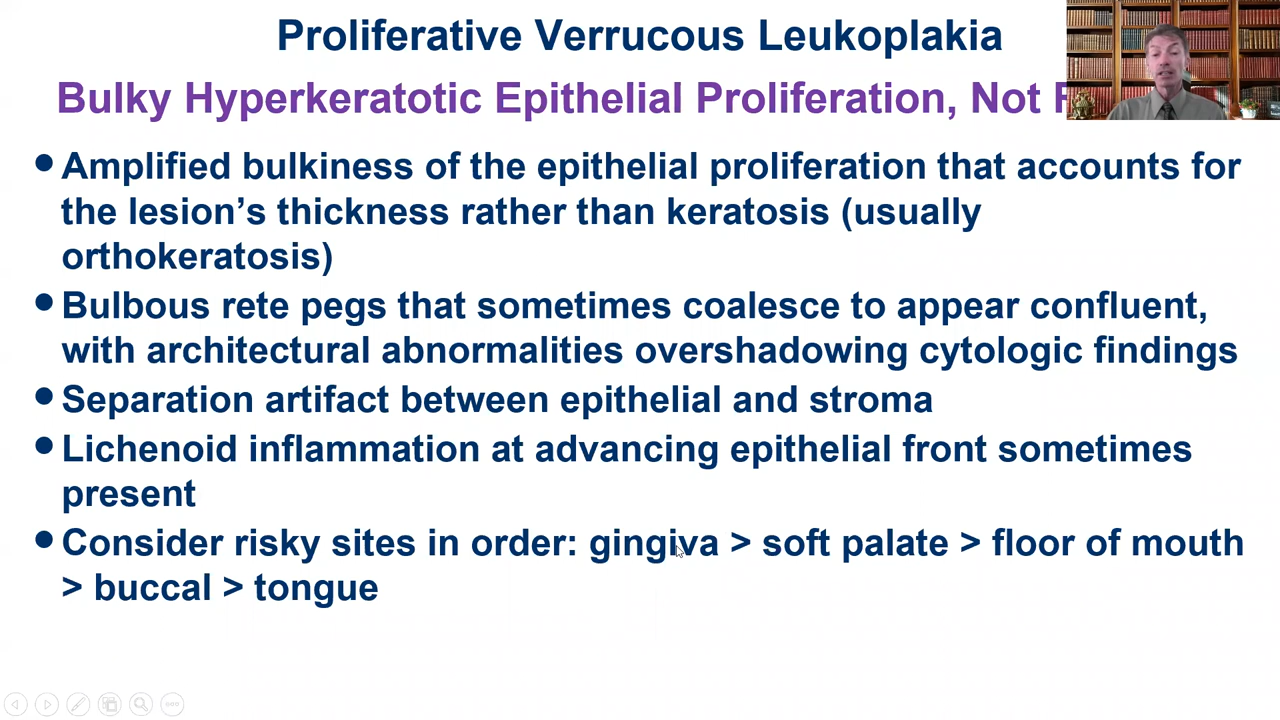 Proliferative Verrucous Leukoplakia
Bulky Hyperkeratotic Epithelial Proliferation, Not
• Amplified bulkiness of the epithelial proliferation that accounts for
the lesion’s thickness rather than keratosis (usually
orthokeratosis)
• Bulbous rete pegs that sometimes coalesce to appear confluent,
with architectural abnormalities overshadowing cytologic findings
• Separation artifact between epithelial and stroma
• Lichenoid inflammation at advancing epithelial front sometimes
present
• Consider risky sites in order: gingiva > soft palate > floor of mouth
> buccal > tongue